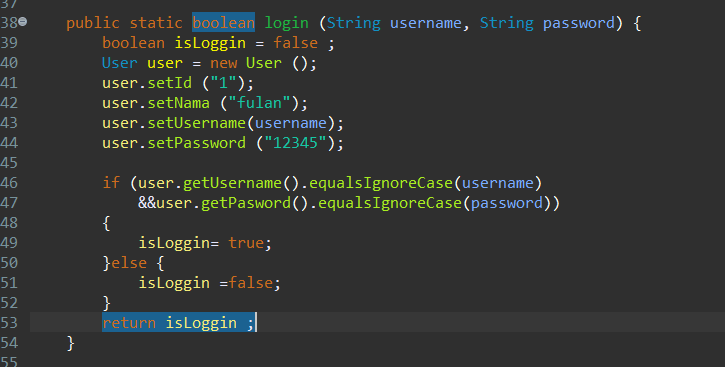 37
38 public static boolean login (String username, String password) {
39 boolean isLoggin = false ;
40 User user = new User ();
41 user.setId ("1");
42 user.setNama ("fulan");
43 user.setUsername(username);
44 user.setPassword ("12345");
45
46 if (user.getUsername().equalsIgnoreCase(username)
47 &&user.getPasword().equalsIgnoreCase(password))
48 {
49 isLoggin= true;
50 }else {
51 isLoggin =false;
52 }
53 return isLoggin ;
54 }
55